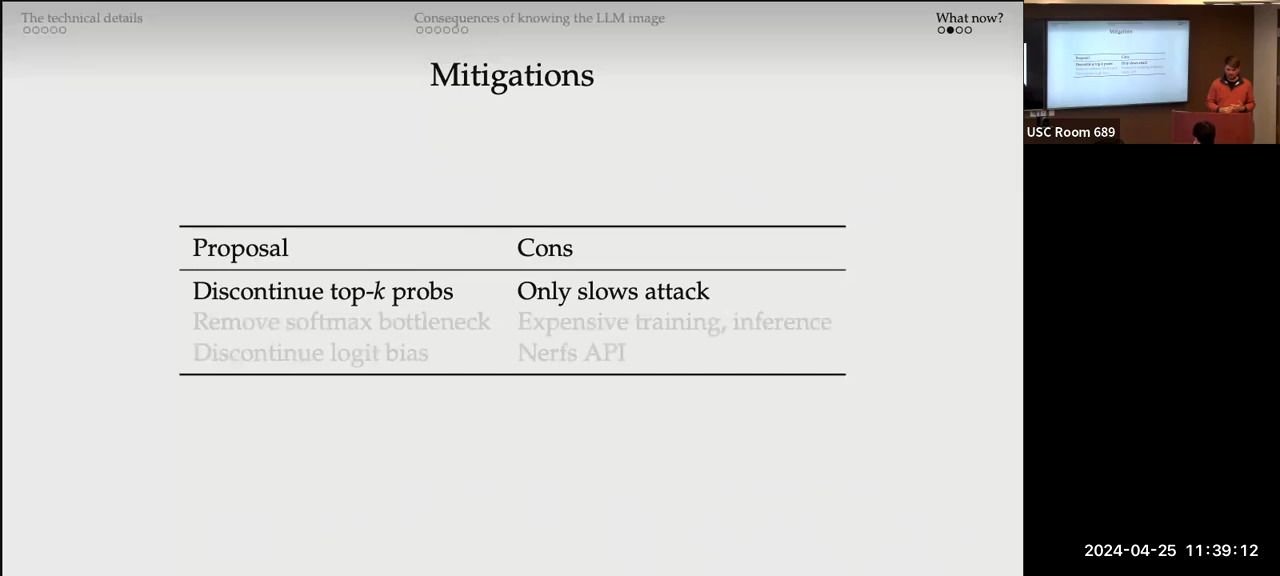 The technical details
Consequences of knowing the LLM image
What now?
Mitigations
Proposal Cons
Discontinue top-k probs Only slows attack
Remove softmax bottleneck Expensive training, inference
Discontinue logit bias Nerfs API
Mitigations
USC Room 689
2024-04-25 11:39:12